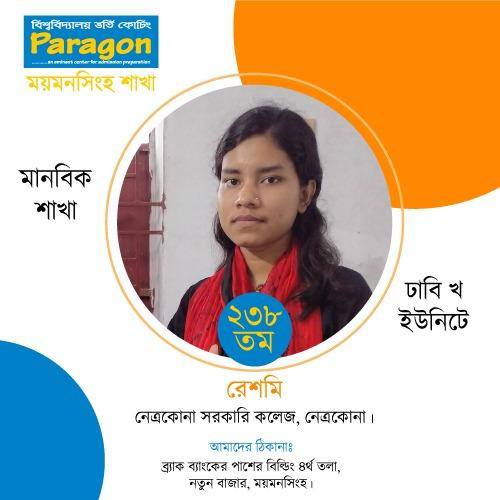 বিশ্ববিদ্যালয় ভর্তি কোচিং
Paragon
an eminent center for admission preparation
ময়মনসিংহ শাখা
মানবিক
শাখা
ঢাবি খ
ইউনিটে
২৩৮
তম
রেশমি
নেত্রকোনা সরকারি কলেজ, নেত্রকোনা।
আমাদের ঠিকানাঃ
ব্র্যাক ব্যাংকের পাশের বিল্ডিং ৪র্থ তলা,
নতুন বাজার, ময়মনসিংহ।